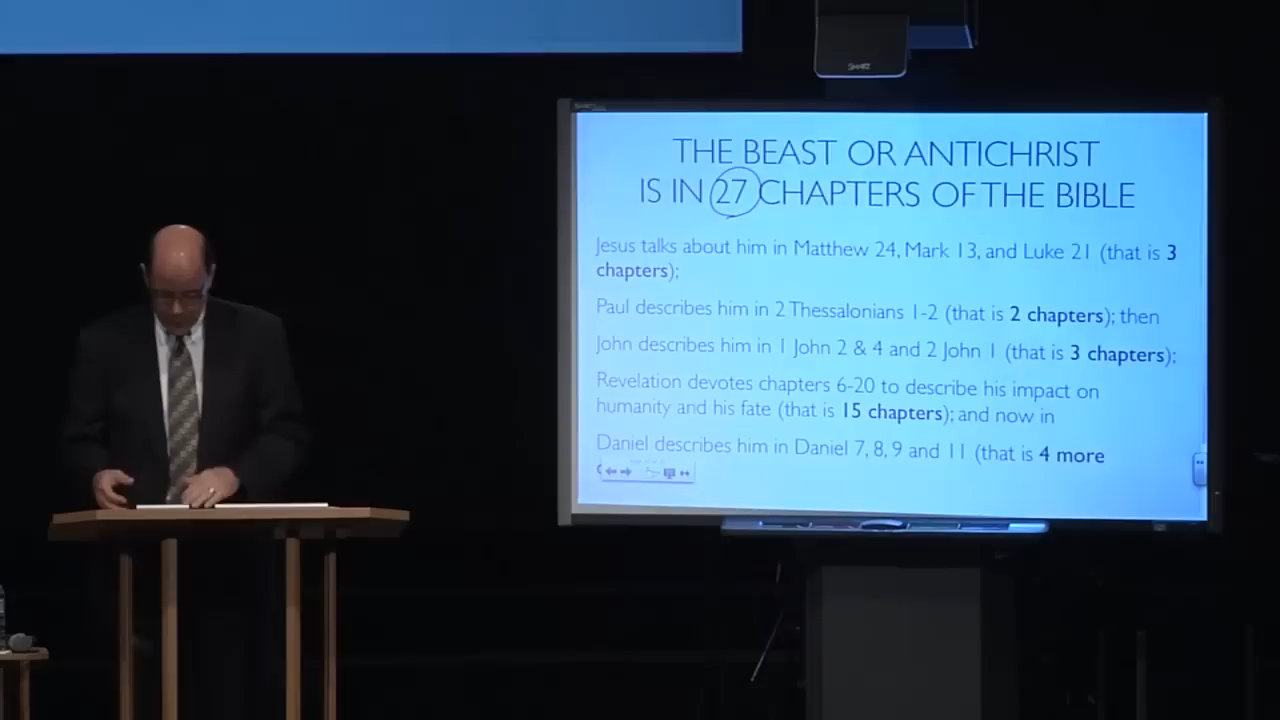 SMART
THE BEAST OR ANTICHRIST
IS IN 27 CHAPTERS OF THE BIBLE
Jesus talks about him in Matthew 24, Mark 13, and Luke 21 (that is 3
chapters);
Paul describes him in 2 Thessalonians 1-2 (that is 2 chapters); then
John describes him in 1 John 2 & 4 and 2 John 1 (that is 3 chapters);
Revelation devotes chapters 6-20 to describe his impact on
humanity and his fate (that is 15 chapters); and now in
Daniel describes him in Daniel 7, 8, 9 and 11 (that is 4 more